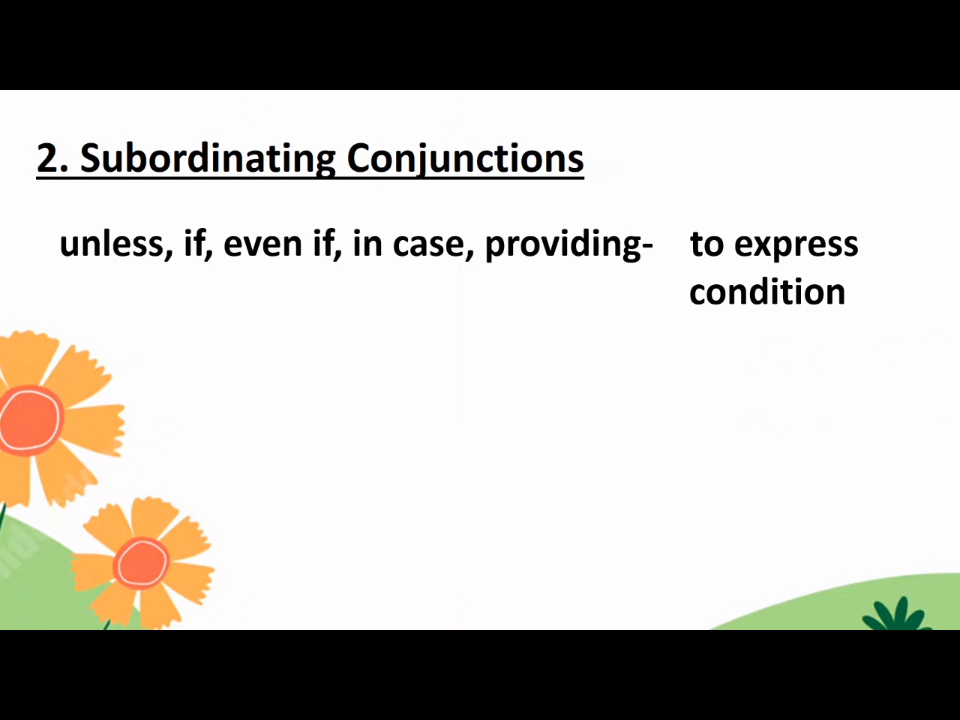 2. Subordinating Conjunctions
unless, if, even if, in case, providing- to express
condition